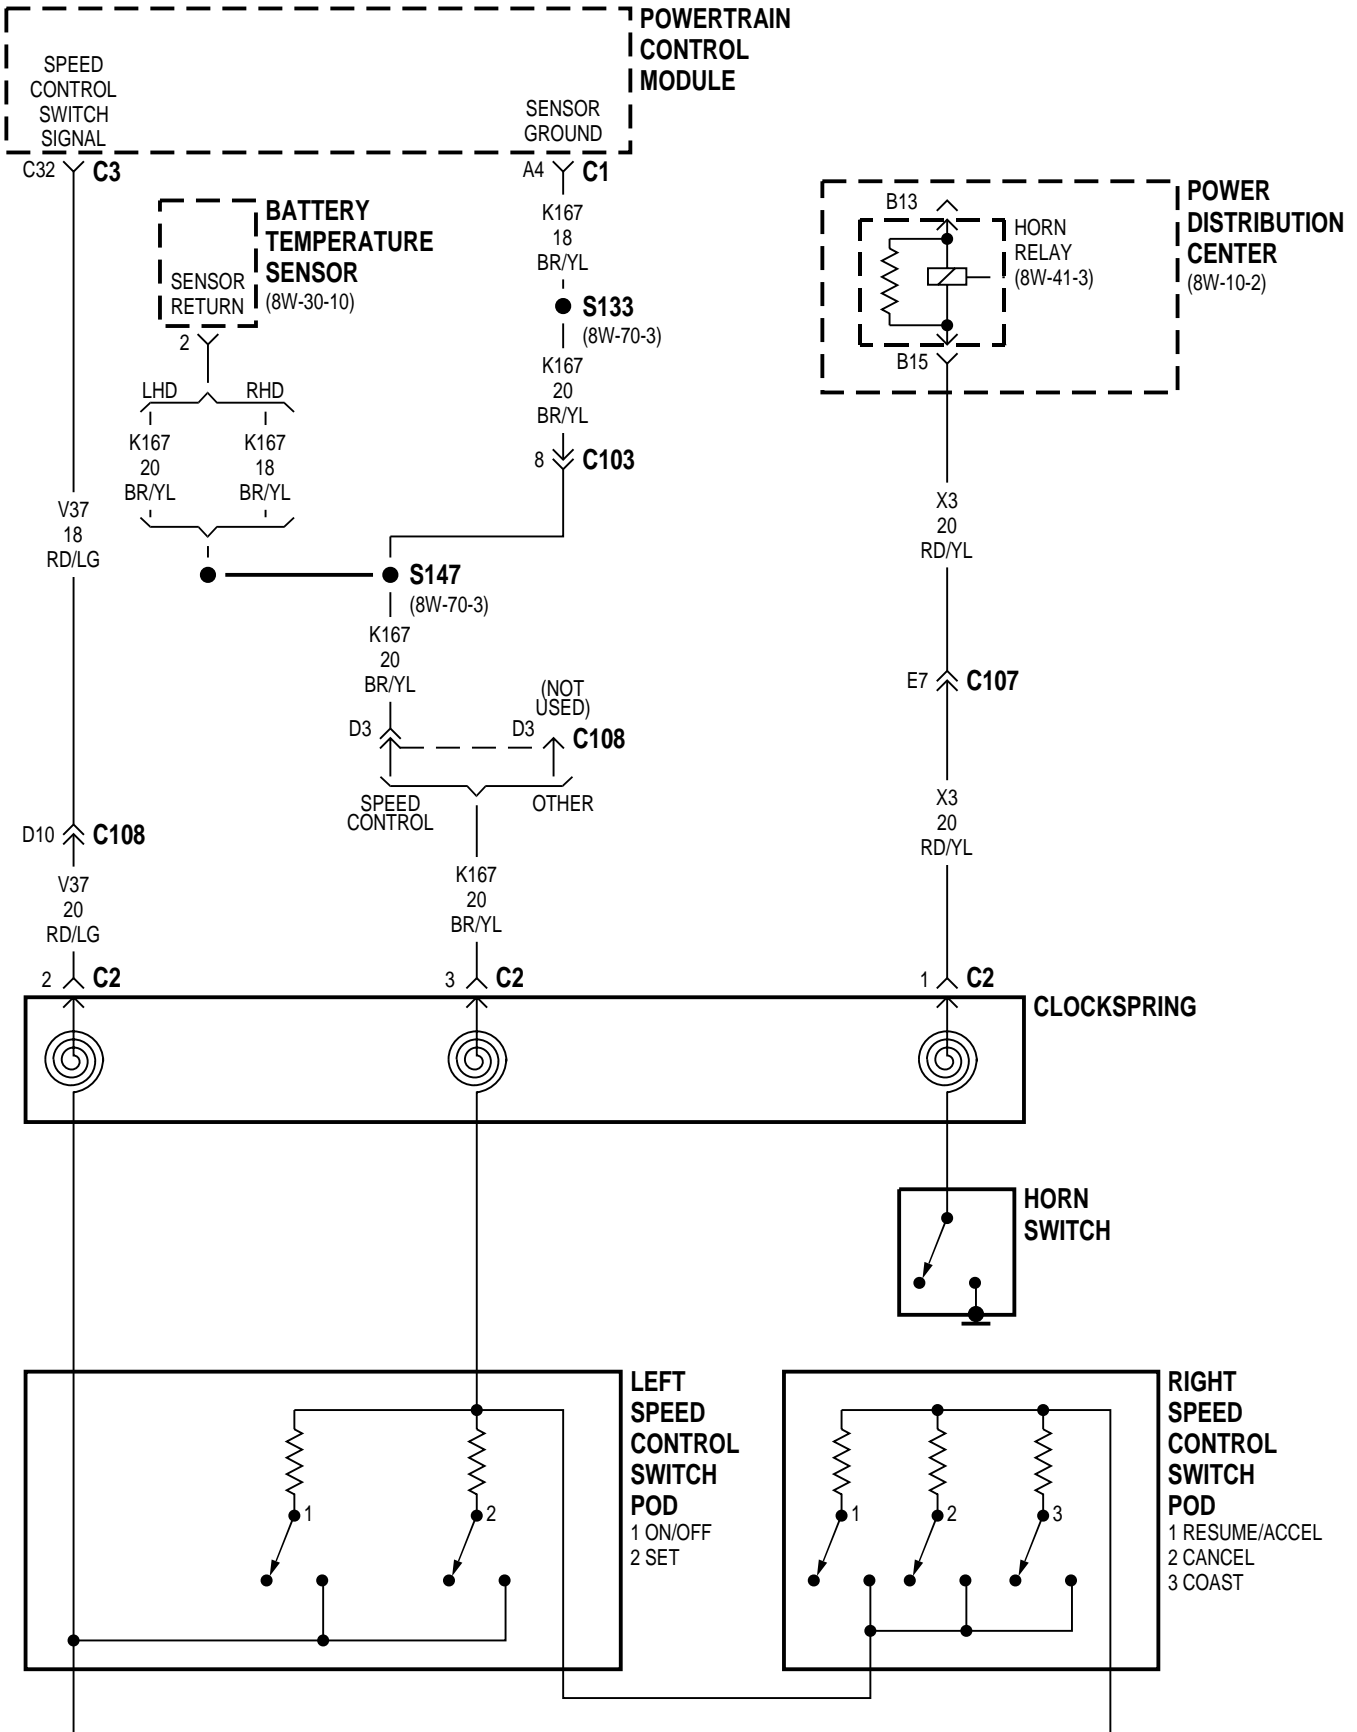 POWERTRAIN
CONTROL
MODULE
SPEED
CONTROL
SWITCH
SIGNAL
SENSOR
GROUND
C32
C3
A4
C1
K167
18
BR/YL
BATTERY
TEMPERATURE
SENSOR
(8W-30-10)
SENSOR
RETURN
2
POWER
DISTRIBUTION
CENTER
(8W-10-2)
B13
HORN
RELAY
(8W-41-3)
B15
S133
(8W-70-3)
K167
20
BR/YL
LHD
RHD
K167
20
BR/YL
K167
18
BR/YL
8
C103
V37
18
RD/LG
X3
20
RD/YL
S147
(8W-70-3)
K167
20
BR/YL
(NOT
USED)
D3
D3
C108
E7
C107
SPEED
CONTROL
OTHER
X3
20
RD/YL
D10
C108
V37
20
RD/LG
K167
20
BR/YL
2
C2
3
C2
1
C2
CLOCKSPRING
HORN
SWITCH
LEFT
SPEED
CONTROL
SWITCH
POD
1 ON/OFF
2 SET
1
2
RIGHT
SPEED
CONTROL
SWITCH
POD
1 RESUME/ACCEL
2 CANCEL
3 COAST
1
2
3